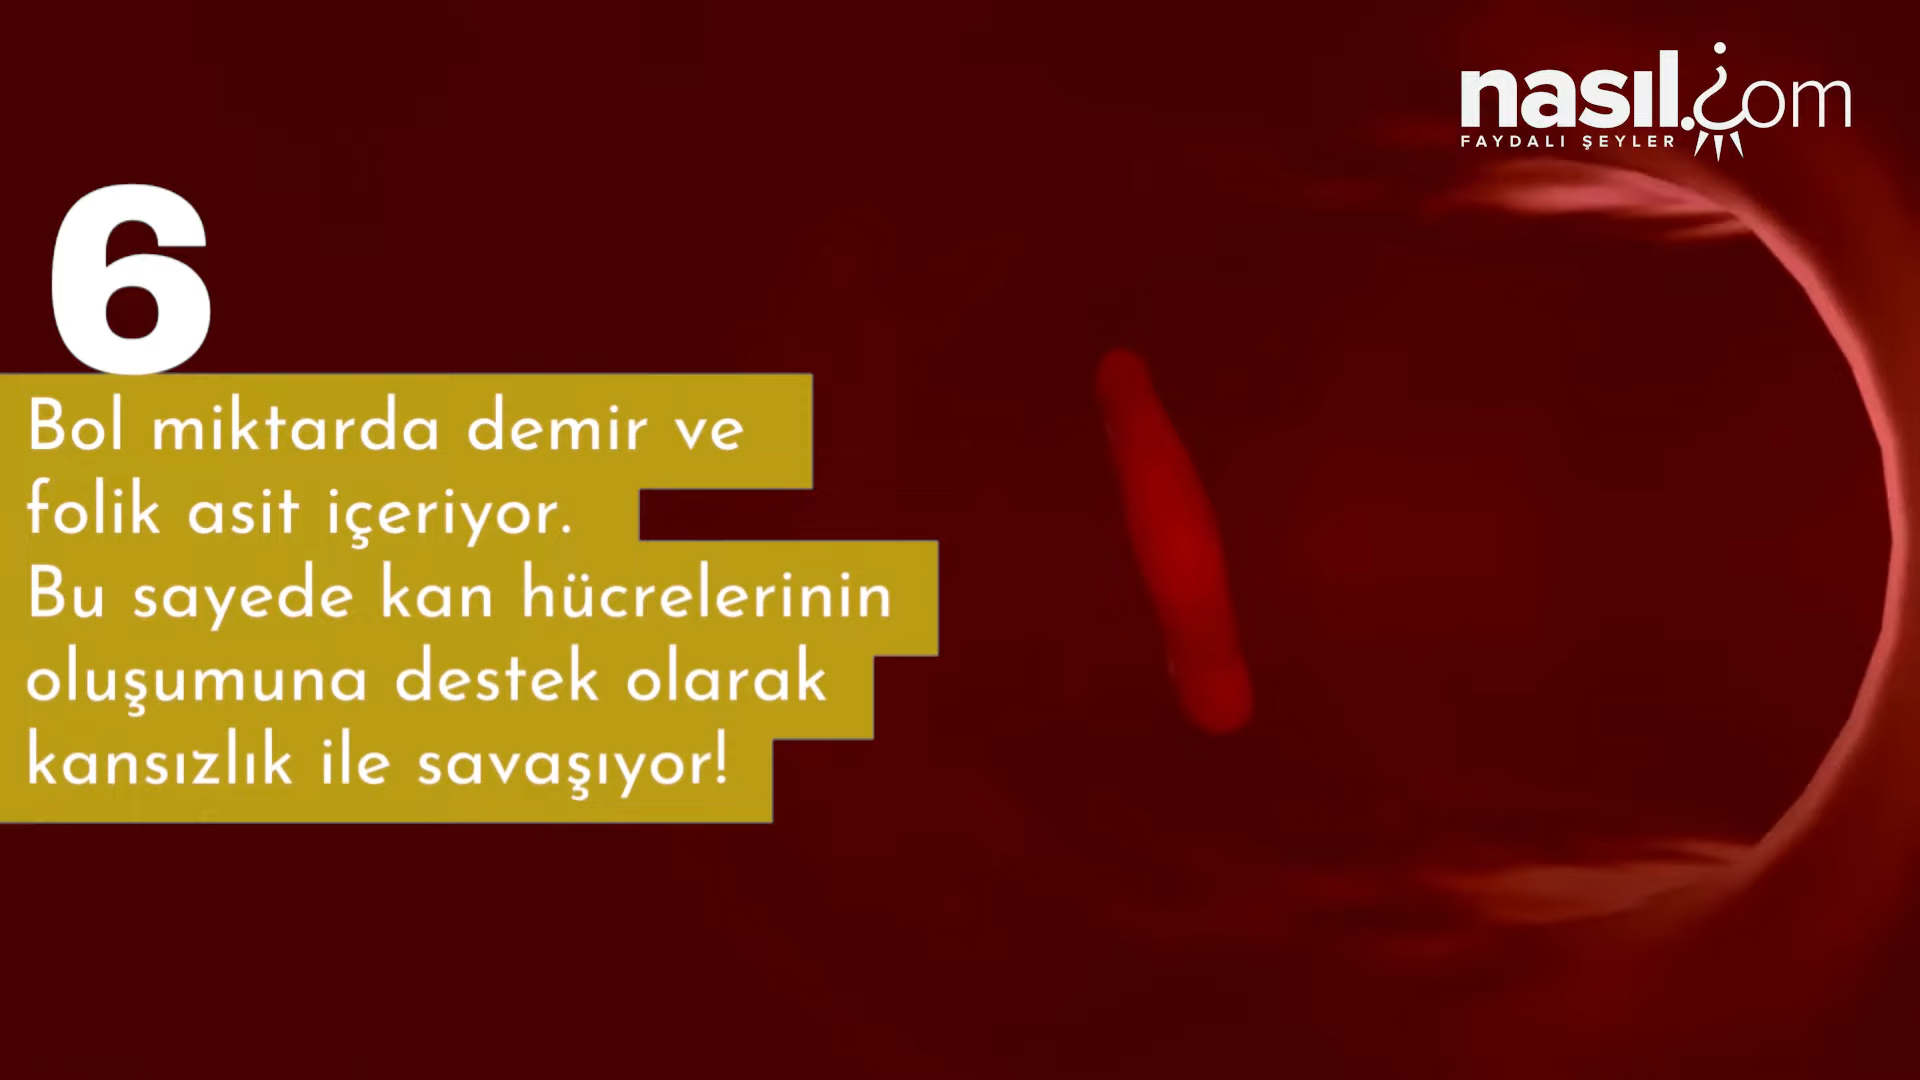 nasıl.com
FAYDALI ŞEYLER
6
Bol miktarda demir ve
folik asit içeriyor.
Bu sayede kan hücrelerinin
oluşumuna destek olarak
kansızlık ile savaşıyor!